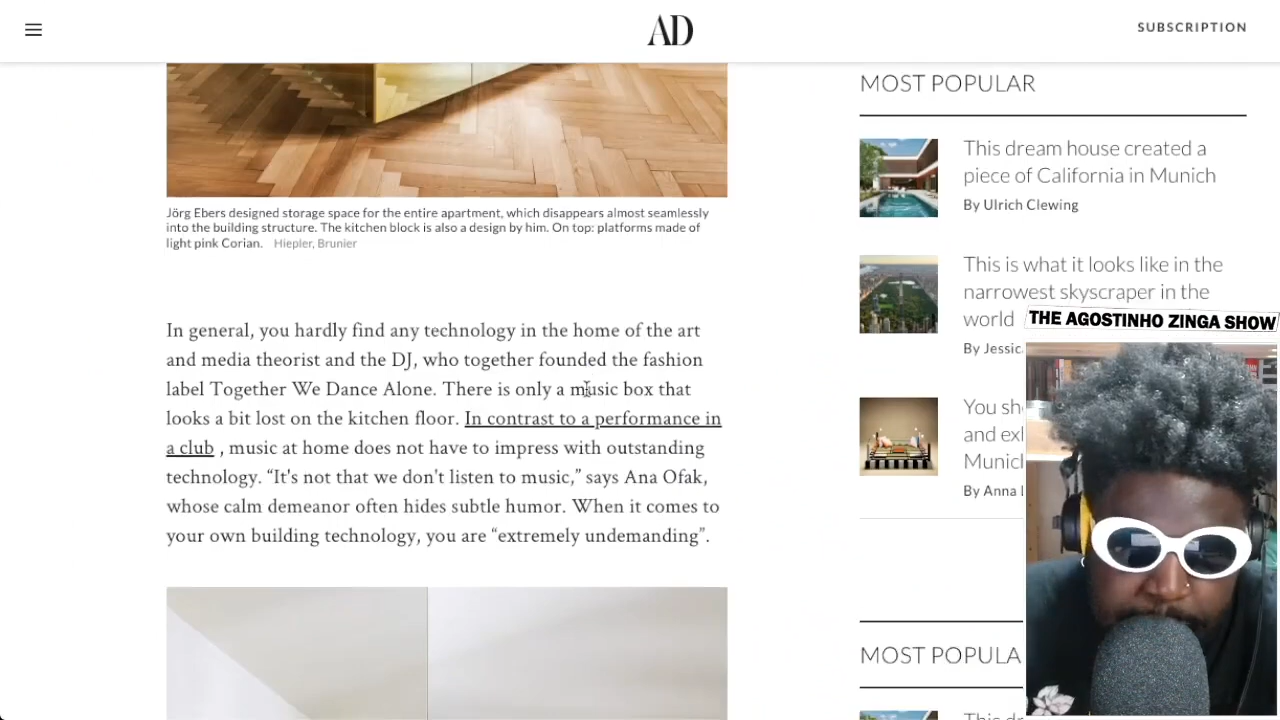 AD
SUBSCRIPTION
Jörg Ebers designed storage space for the entire apartment, which disappears almost seamlessly
into the building structure. The kitchen block is also a design by him. On top: platforms made of
light pink Corian. Hiepler, Brunier
In general, you hardly find any technology in the home of the art
and media theorist and the DJ, who together founded the fashion
label Together We Dance Alone. There is only a music box that
looks a bit lost on the kitchen floor. In contrast to a performance in
a club , music at home does not have to impress with outstanding
technology. “It's not that we don't listen to music,” says Ana Ofak,
whose calm demeanor often hides subtle humor. When it comes to
your own building technology, you are “extremely undemanding”.
MOST POPULAR
This dream house created a
piece of California in Munich
By Ulrich Clewing
This is what it looks like in the
narrowest skyscraper in the
world
By Jessic
You sh
and ex
Munich
By Anna
THE AGOSTINHO ZINGA SHOW
MOST POPULA
This dr